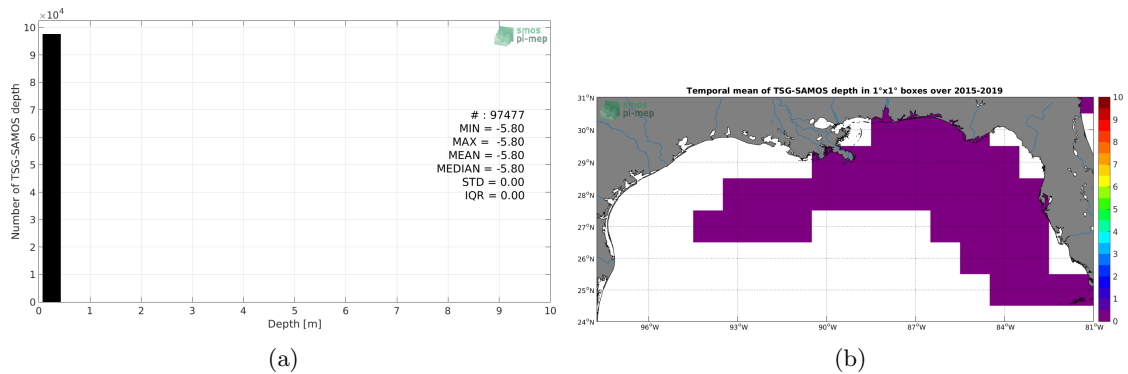 ×10⁴
10
9
8
7
6
5
4
3
2
1
0
Number of TSG-SAMOS depth
smos
pi-mep
# : 97477
MIN = -5.80
MAX = -5.80
MEAN = -5.80
MEDIAN = -5.80
STD = 0.00
IQR = 0.00
0 1 2 3 4 5 6 7 8 9 10
Depth [m]
(a)
Temporal mean of TSG-SAMOS depth in 1°x1° boxes over 2015-2019
smos
pi-mep
31°N
30°N
29°N
28°N
27°N
26°N
25°N
24°N
96°W 93°W 90°W 87°W 84°W 81°W
10
9
8
7
6
5
4
3
2
1
0
(b)